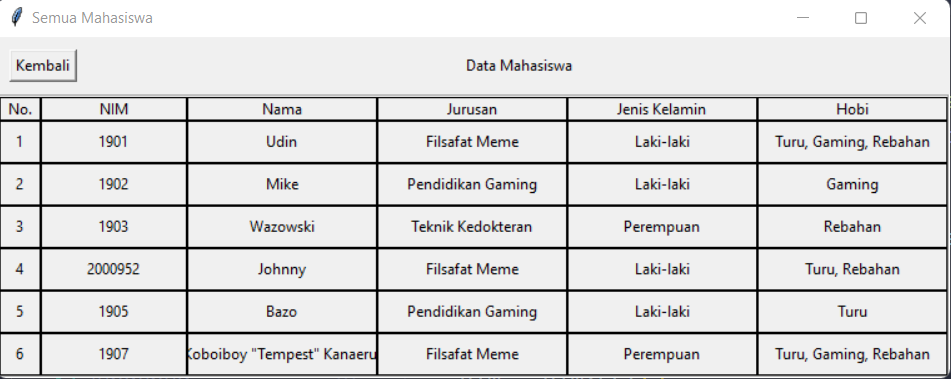 Semua Mahasiswa
Kembali Data Mahasiswa
No. NIM Nama Jurusan Jenis Kelamin Hobi
1 1901 Udin Filsafat Meme Laki-laki Turu, Gaming, Rebahan
2 1902 Mike Pendidikan Gaming Laki-laki Gaming
3 1903 Wazowski Teknik Kedokteran Perempuan Rebahan
4 2000952 Johnny Filsafat Meme Laki-laki Turu, Rebahan
5 1905 Bazo Pendidikan Gaming Laki-laki Turu
6 1907 Koboiboy "Tempest" Kanaeru Filsafat Meme Perempuan Turu, Gaming, Rebahan